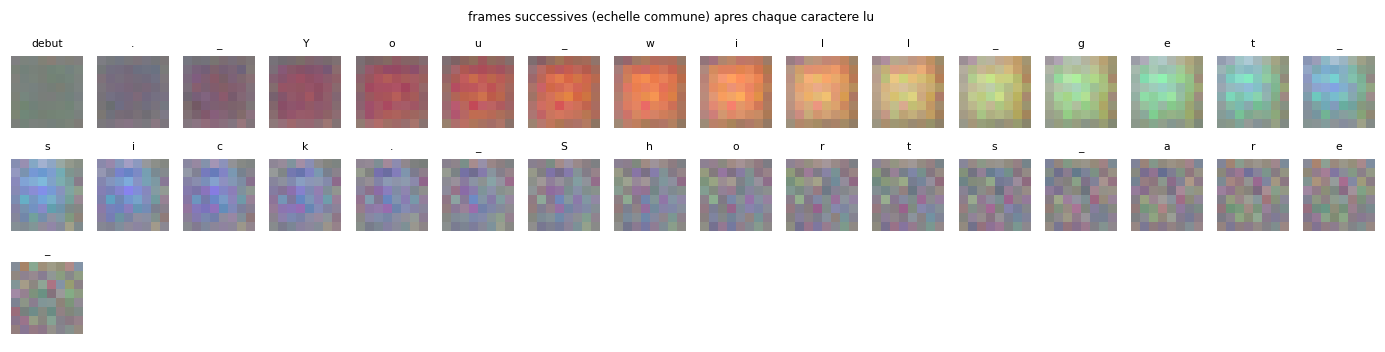 frames successives (echelle commune) apres chaque caractere lu
debut . _ Y o u _ w i l l _ g e t _
s i c k . _ S h o r t s _ a r e
_